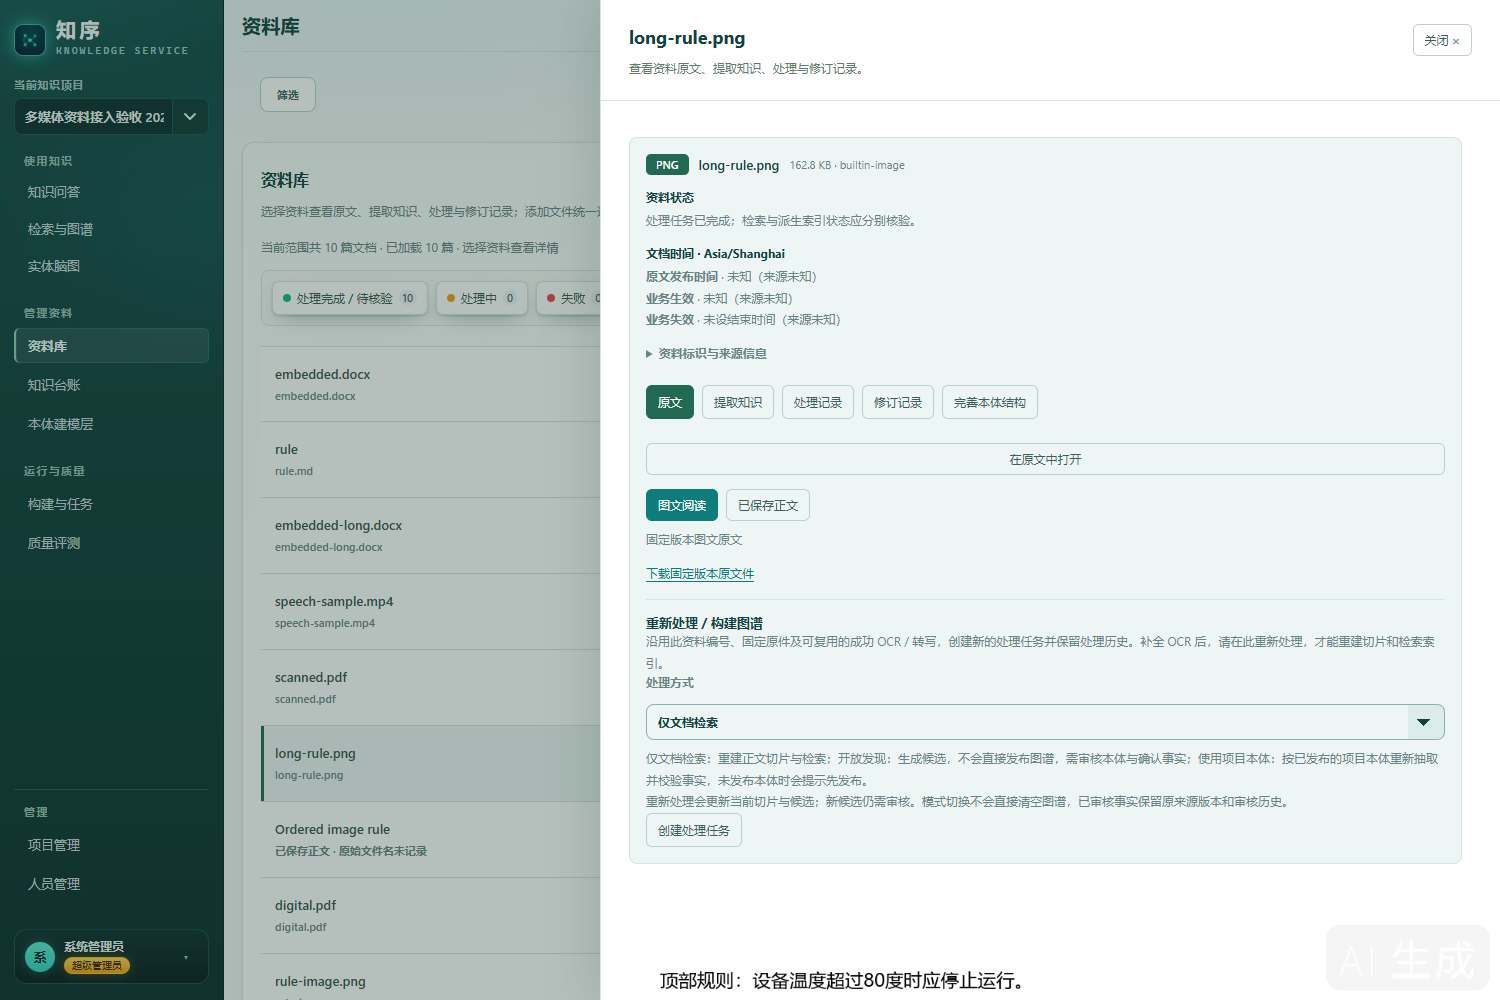 知序
KNOWLEDGE SERVICE
当前知识项目
多媒体资料接入验收 202
使用知识
知识问答
检索与图谱
实体脑图
管理资料
资料库
知识台账
本体建模层
运行与质量
构建与任务
质量评测
管理
项目管理
人员管理
系
系统管理员
超级管理员
资料库
筛选
资料库
选择资料查看原文、提取知识、处理与修订记录；添加文件统一
当前范围共 10 篇文档 · 已加载 10 篇 · 选择资料查看详情
处理完成 / 待核验 10
处理中 0
失败 0
embedded.docx
embedded.docx
rule
rule.md
embedded-long.docx
embedded-long.docx
speech-sample.mp4
speech-sample.mp4
scanned.pdf
scanned.pdf
long-rule.png
long-rule.png
Ordered image rule
已保存正文 · 原始文件名未记录
digital.pdf
digital.pdf
rule-image.png
long-rule.png
查看资料原文、提取知识、处理与修订记录。
关闭 ×
PNG long-rule.png 162.8 KB · builtin-image
资料状态
处理任务已完成；检索与派生索引状态应分别核验。
文档时间 · Asia/Shanghai
原文发布时间 · 未知（来源未知）
业务生效 · 未知（来源未知）
业务失效 · 未设结束时间（来源未知）
资料标识与来源信息
原文 提取知识 处理记录 修订记录 完善本体结构
在原文中打开
图文阅读 已保存正文
固定版本图文原文
下载固定版本原文件
重新处理 / 构建图谱
沿用此资料编号、固定原件及可复用的成功 OCR / 转写，创建新的处理任务并保留处理历史。补全 OCR 后，请在此重新处理，才能重建切片和检索索
引。
处理方式
仅文档检索
仅文档检索：重建正文切片与检索；开放发现：生成候选，不会直接发布图谱，需审核本体与确认事实；使用项目本体：按已发布的项目本体重新抽取
并校验事实，未发布本体时会提示先发布。
重新处理会更新当前切片与候选；新候选仍需审核。模式切换不会直接清空图谱，已审核事实保留原来源版本和审核历史。
创建处理任务
顶部规则：设备温度超过80度时应停止运行。
AI 生成